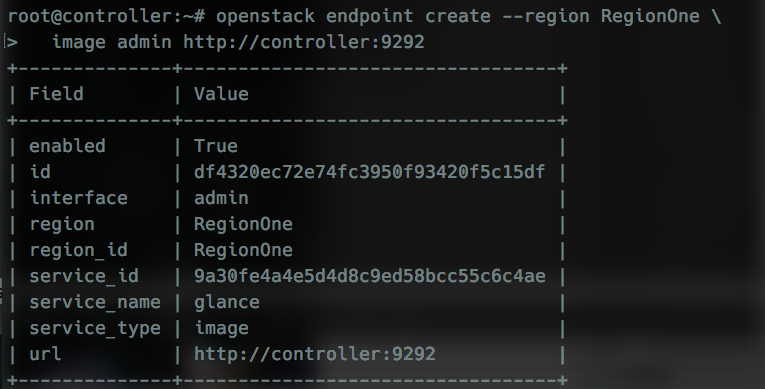 root@controller:~# openstack endpoint create --region RegionOne \
>   image admin http://controller:9292
+--------------+----------------------------------+
| Field        | Value                            |
+--------------+----------------------------------+
| enabled      | True                             |
| id           | df4320ec72e74fc3950f93420f5c15df |
| interface    | admin                            |
| region       | RegionOne                        |
| region_id    | RegionOne                        |
| service_id   | 9a30fe4a4e5d4d8c9ed58bcc55c6c4ae |
| service_name | glance                           |
| service_type | image                            |
| url          | http://controller:9292           |
+--------------+----------------------------------+